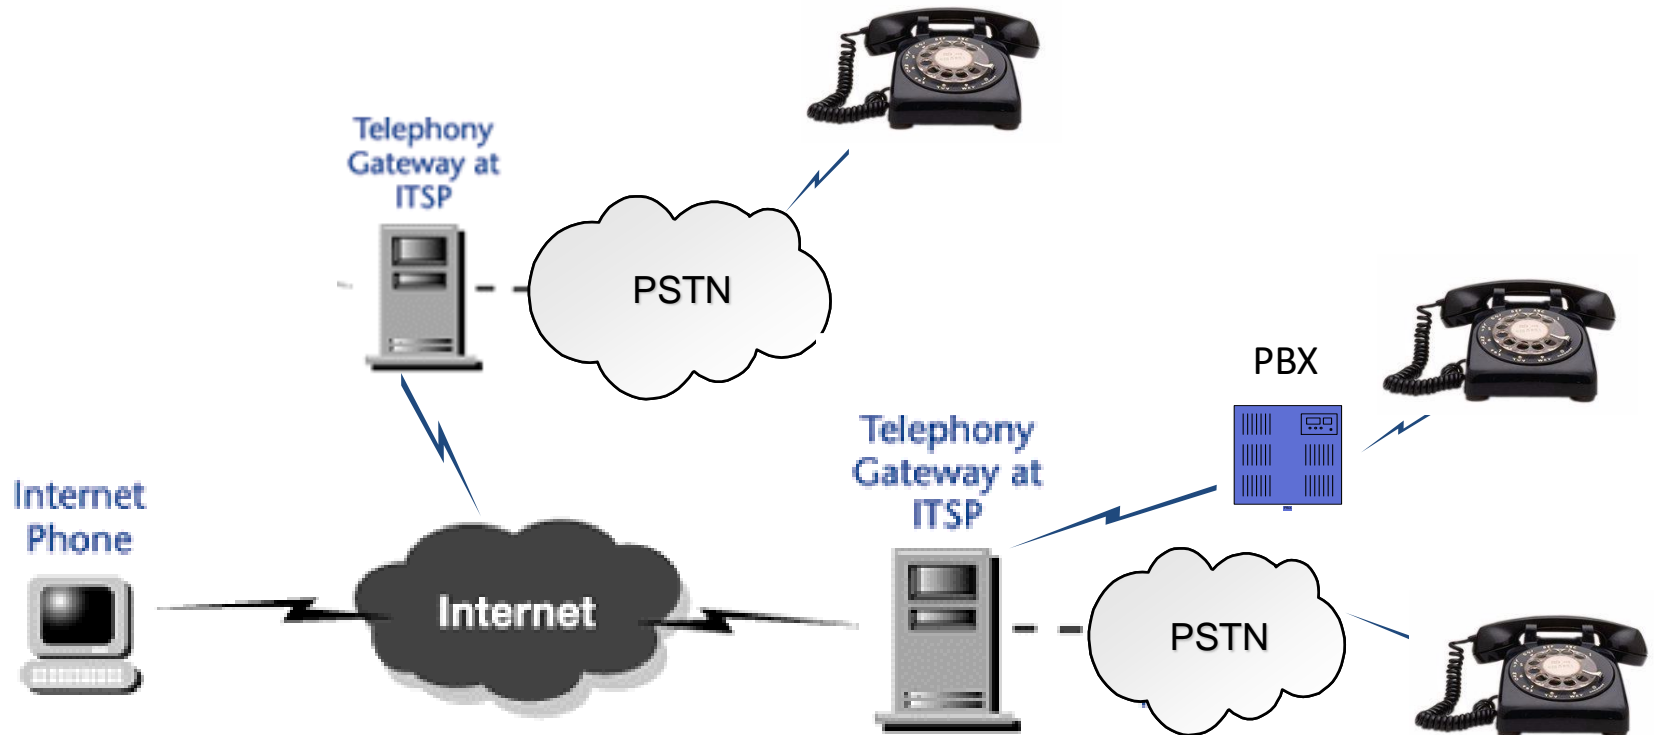 Telephony
Gateway at
ITSP
PSTN
PBX
Telephony
Gateway at
ITSP
Internet
Phone
Internet
PSTN